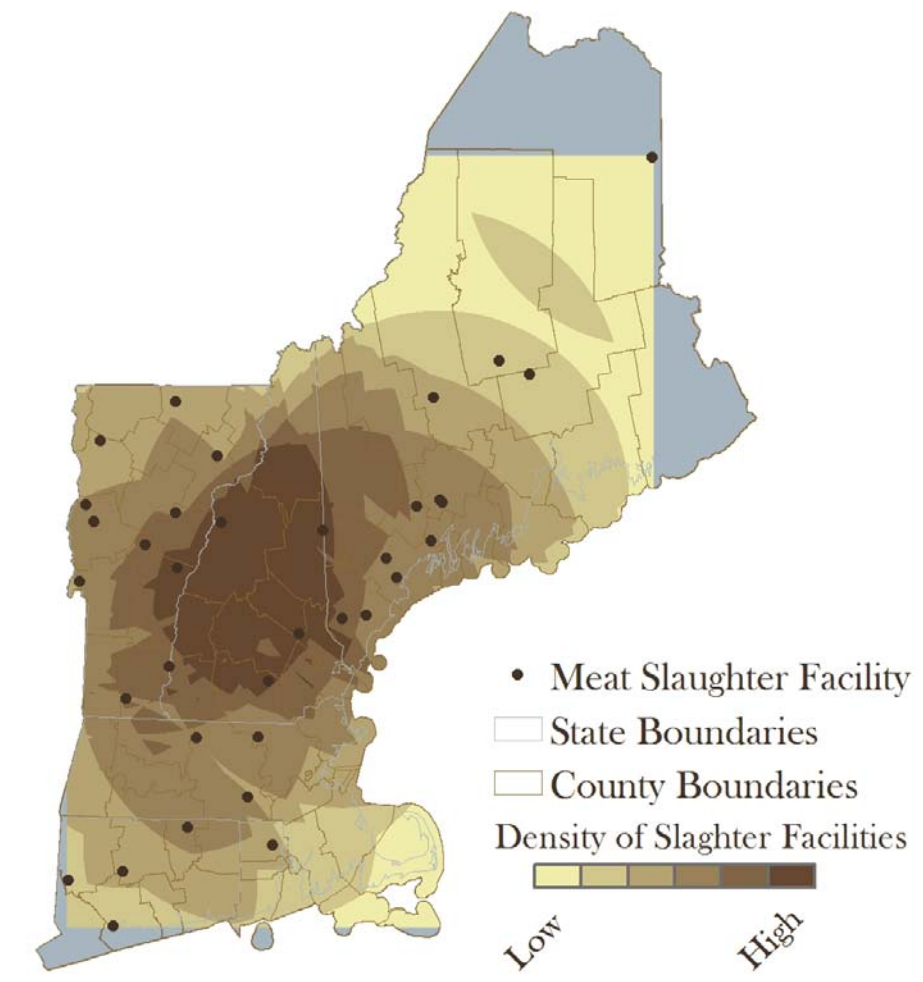 Meat Slaughter Facility
State Boundaries
County Boundaries
Density of Slaghter Facilities
Low
High